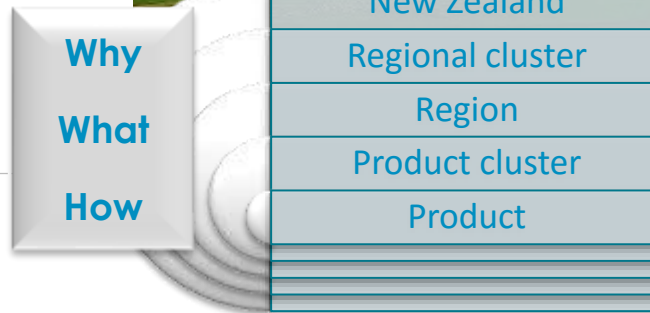 New Zealand
Why
Regional cluster
Region
What
Product cluster
How
Product